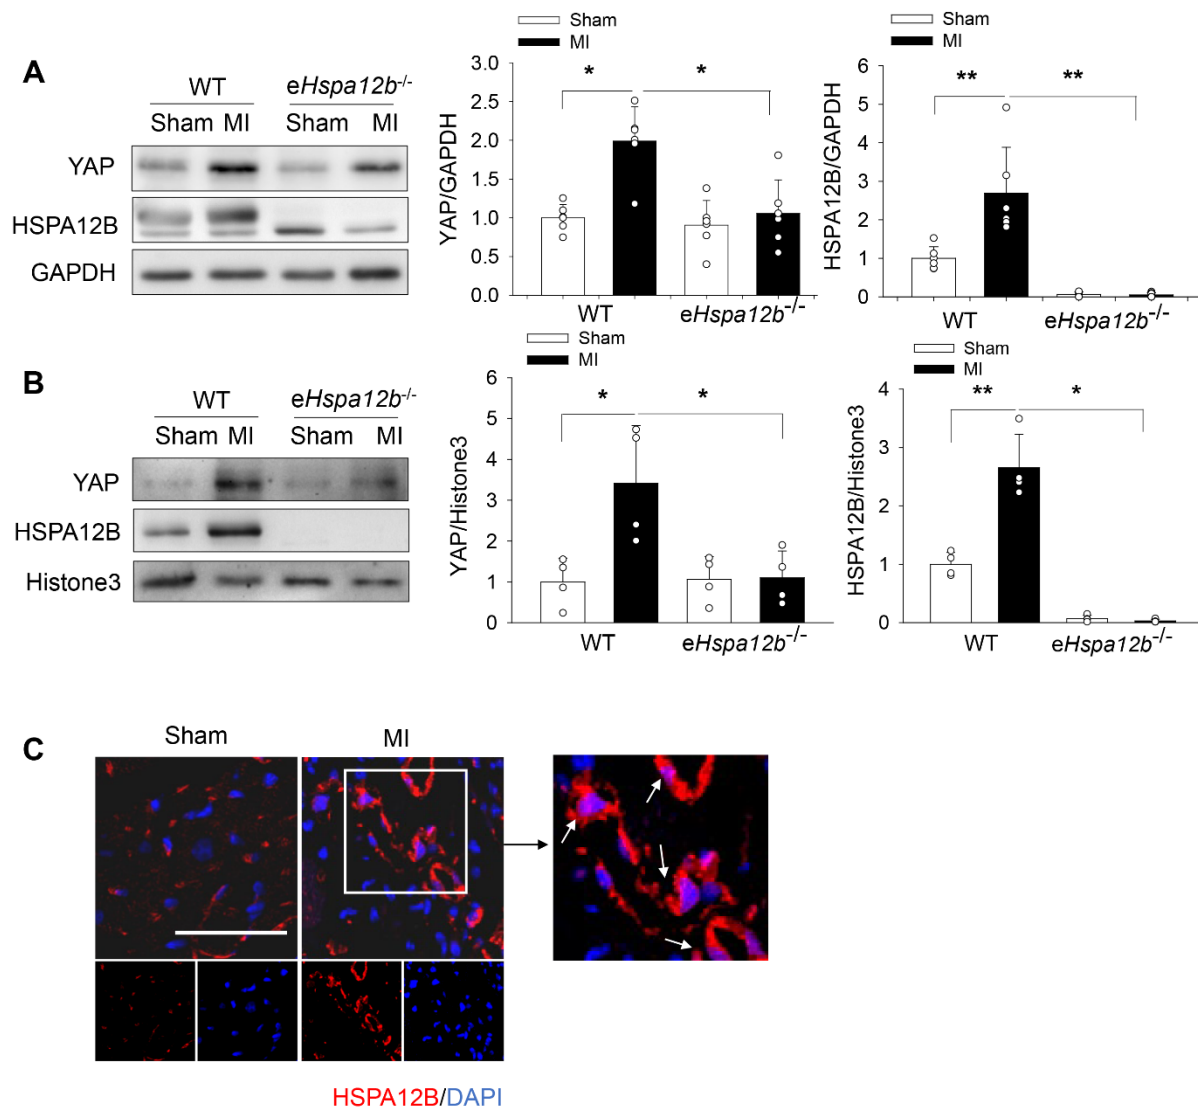 A
WT eHspa12b-/-
Sham MI Sham MI
YAP
HSPA12B
GAPDH
Sham
MI
* *
YAP/GAPDH
3.0
2.5
2.0
1.5
1.0
0.5
0.0
WT eHspa12b-/-
Sham
MI
** **
HSPA12B/GAPDH
6
5
4
3
2
1
0
WT eHspa12b-/-
B
WT eHspa12b-/-
Sham MI Sham MI
YAP
HSPA12B
Histone3
Sham
MI
* *
YAP/Histone3
6
5
4
3
2
1
0
WT eHspa12b-/-
Sham
MI
** *
HSPA12B/Histone3
4
3
2
1
0
WT eHspa12b-/-
C
Sham MI
HSPA12B/DAPI